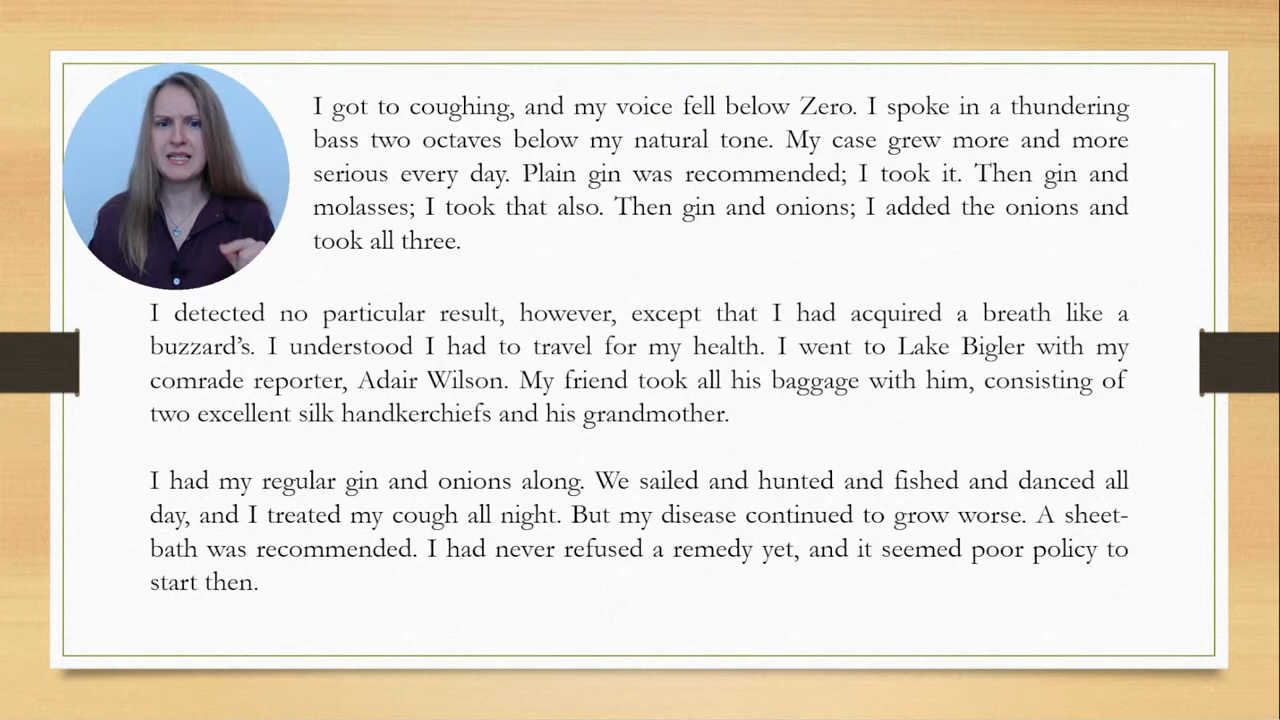 I got to coughing, and my voice fell below Zero. I spoke in a thundering
bass two octaves below my natural tone. My case grew more and more
serious every day. Plain gin was recommended; I took it. Then gin and
molasses; I took that also. Then gin and onions; I added the onions and
took all three.
I detected no particular result, however, except that I had acquired a breath like a
buzzard’s. I understood I had to travel for my health. I went to Lake Bigler with my
comrade reporter, Adair Wilson. My friend took all his baggage with him, consisting of
two excellent silk handkerchiefs and his grandmother.
I had my regular gin and onions along. We sailed and hunted and fished and danced all
day, and I treated my cough all night. But my disease continued to grow worse. A sheet-
bath was recommended. I had never refused a remedy yet, and it seemed poor policy to
start then.